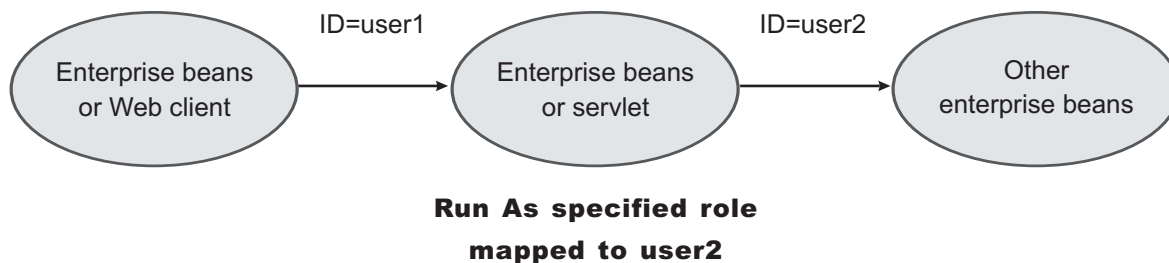 ID=user1
ID=user2
Enterprise beans
or Web client
Enterprise beans
or servlet
Other
enterprise beans
Run As specified role
mapped to user2